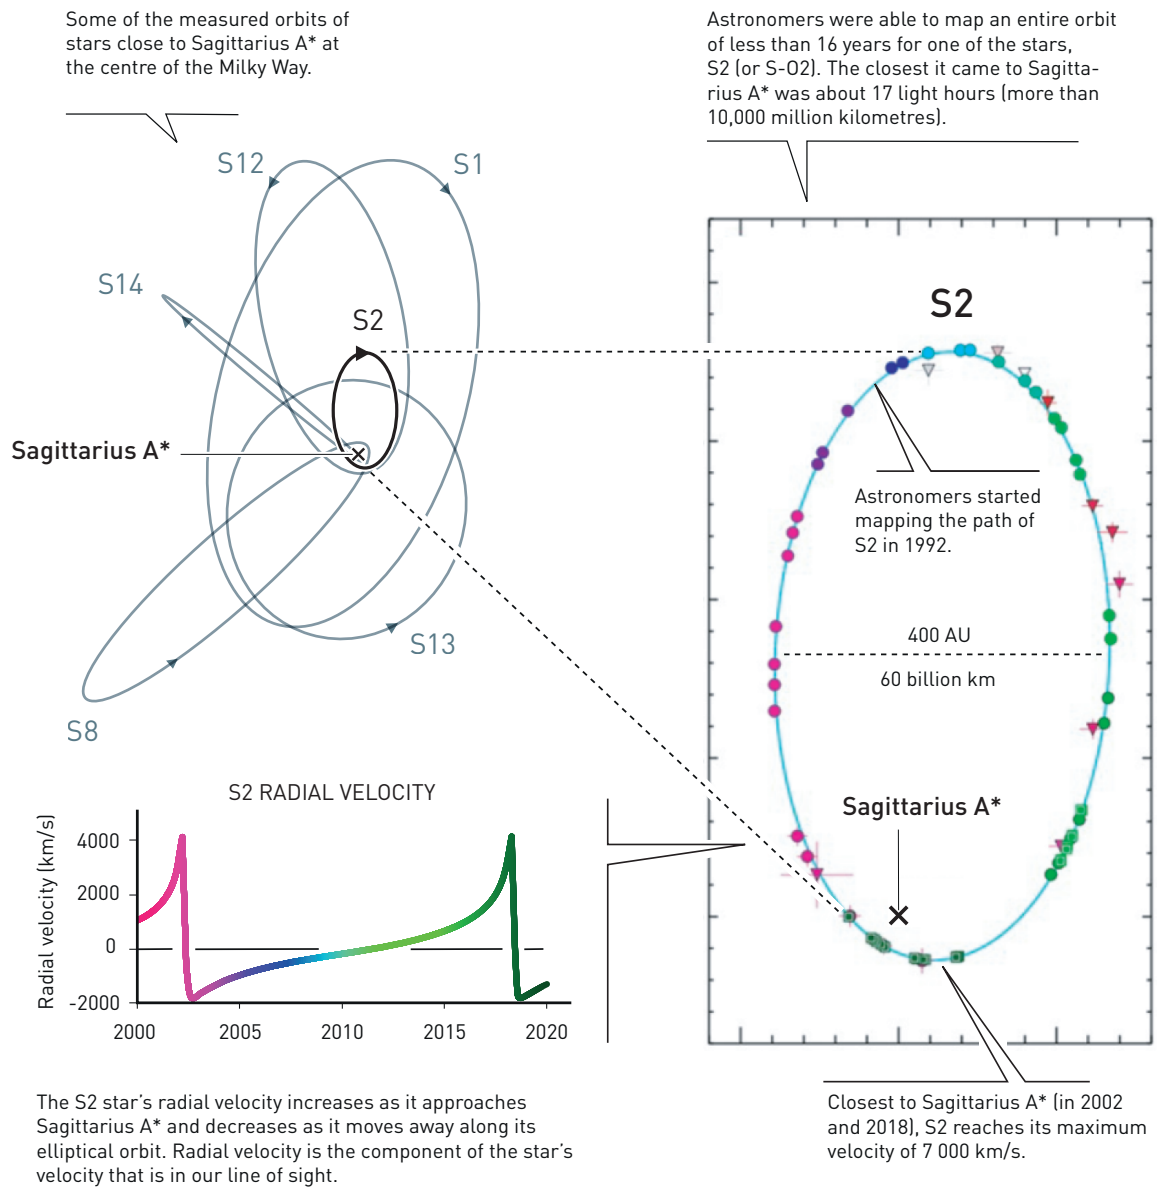 Some of the measured orbits of
stars close to Sagittarius A* at
the centre of the Milky Way.
Astronomers were able to map an entire orbit
of less than 16 years for one of the stars,
S2 (or S-O2). The closest it came to Sagitta-
rius A* was about 17 light hours (more than
10,000 million kilometres).
S12
S1
S14
S2
Sagittarius A*
S13
S8
S2
Astronomers started
mapping the path of
S2 in 1992.
400 AU
60 billion km
Sagittarius A*
S2 RADIAL VELOCITY
Radial velocity (km/s)
4000
2000
0
-2000
2000
2005
2010
2015
2020
The S2 star's radial velocity increases as it approaches
Sagittarius A* and decreases as it moves away along its
elliptical orbit. Radial velocity is the component of the star's
velocity that is in our line of sight.
Closest to Sagittarius A* (in 2002
and 2018), S2 reaches its maximum
velocity of 7 000 km/s.